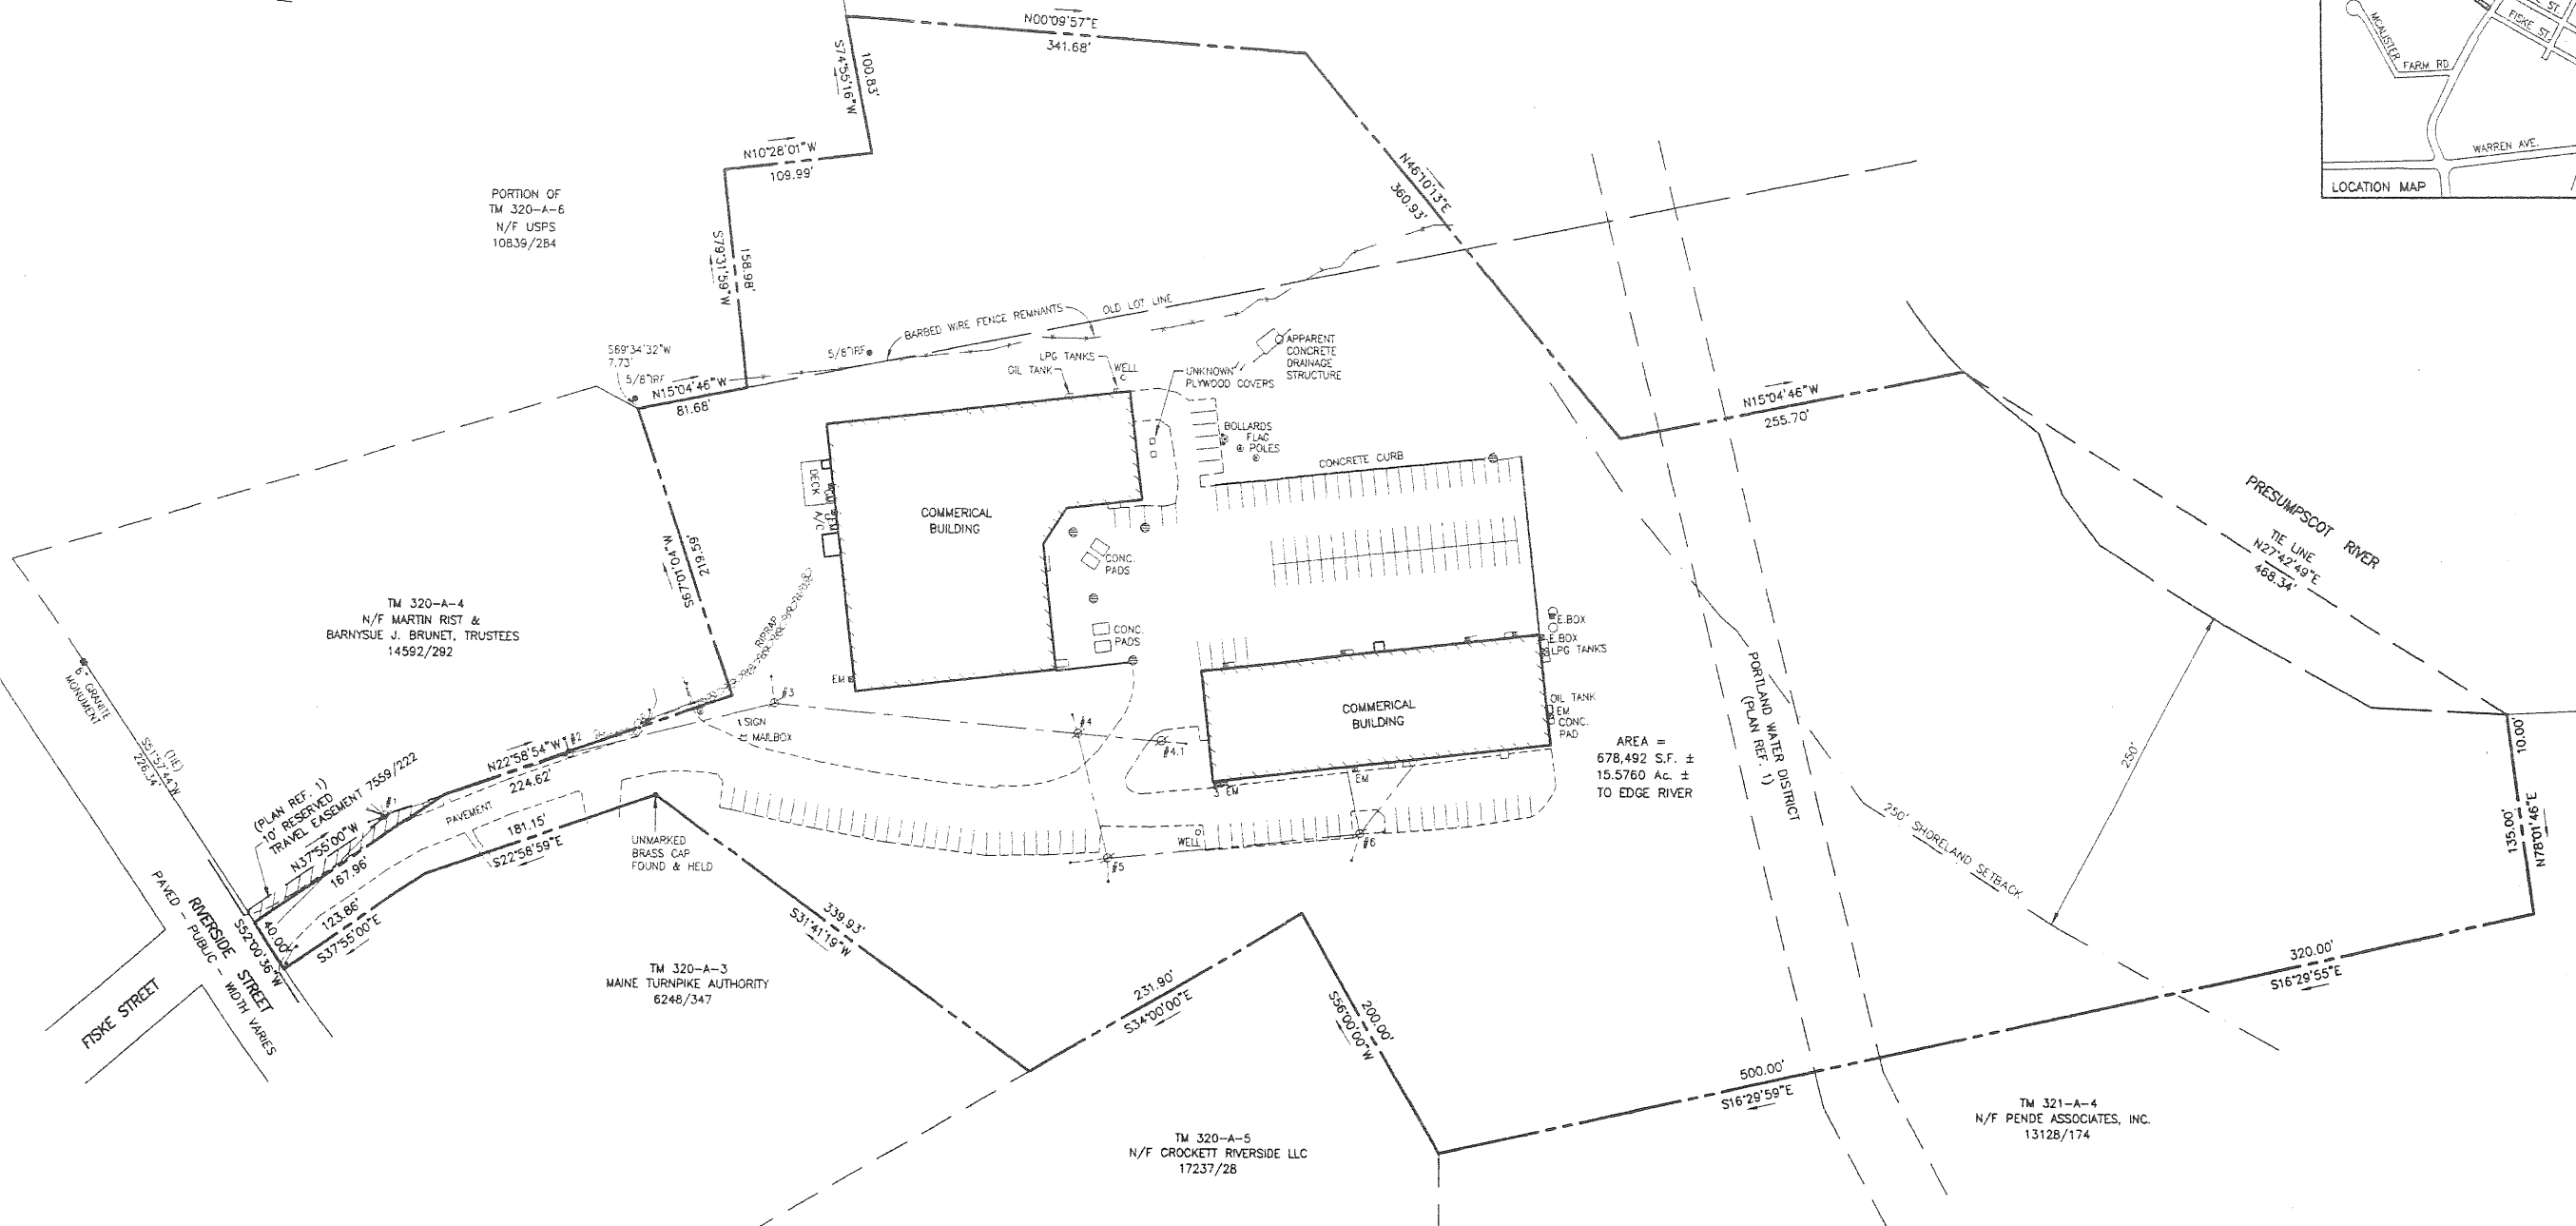 N00°09'57"E
341.68'
S74°55'16"W
100.83'
N10°28'01"W
109.99'
S79°31'59"W
158.98'
N46°10'13"E
360.93'
MCALISTER
FARM RD
FISKE ST.
ST.
WARREN AVE.
LOCATION MAP
PORTION OF
TM 320-A-6
N/F USPS
10839/284
S69°34'32"W
7.73'
5/8"IRF
N15°04'46"W
81.68'
5/8"IRF
BARBED WIRE FENCE REMNANTS
OLD LOT LINE
LPG TANKS
OIL TANK
WELL
UNKNOWN
PLYWOOD COVERS
APPARENT
CONCRETE
DRAINAGE
STRUCTURE
BOLLARDS
FLAG
POLES
CONCRETE CURB
N15°04'46"W
255.70'
PRESUMPSCOT RIVER
TIE LINE
N27°42'49"E
468.34'
DECK
A/C
COMMERICAL
BUILDING
CONC.
PADS
CONC.
PADS
S67°01'04"W
219.59'
TM 320-A-4
N/F MARTIN RIST &
BARNYSUE J. BRUNET, TRUSTEES
14592/292
6" GRANITE
MONUMENT
(TIE)
S51°57'44"W
226.34'
RIPRAP
EM
#3
SIGN
MAILBOX
#4
#4.1
E.BOX
E.BOX
LPG TANKS
OIL TANK
EM
CONC.
PAD
COMMERICAL
BUILDING
EM
3 EM
AREA =
678,492 S.F. ±
15.5760 Ac. ±
TO EDGE RIVER
PORTLAND WATER DISTRICT
(PLAN REF. 1)
250'
250' SHORELAND SETBACK
10.00'
N78°01'46"E
135.00'
N22°58'54"W
224.62'
#2
#1
(PLAN REF. 1)
10' RESERVED
TRAVEL EASEMENT 7559/222
N37°55'00"W
167.96'
PAVEMENT
181.15'
S22°58'59"E
123.86'
S37°55'00"E
40.00'
S52°00'36"W
RIVERSIDE STREET
PAVED - PUBLIC - WIDTH VARIES
FISKE STREET
UNMARKED
BRASS CAP
FOUND & HELD
WELL
#5
#6
339.93'
S31°41'19"W
TM 320-A-3
MAINE TURNPIKE AUTHORITY
6248/347
231.90'
S34°00'00"E
200.00'
S56°00'00"W
320.00'
S16°29'55"E
500.00'
S16°29'59"E
TM 320-A-5
N/F CROCKETT RIVERSIDE LLC
17237/28
TM 321-A-4
N/F PENDE ASSOCIATES, INC.
13128/174